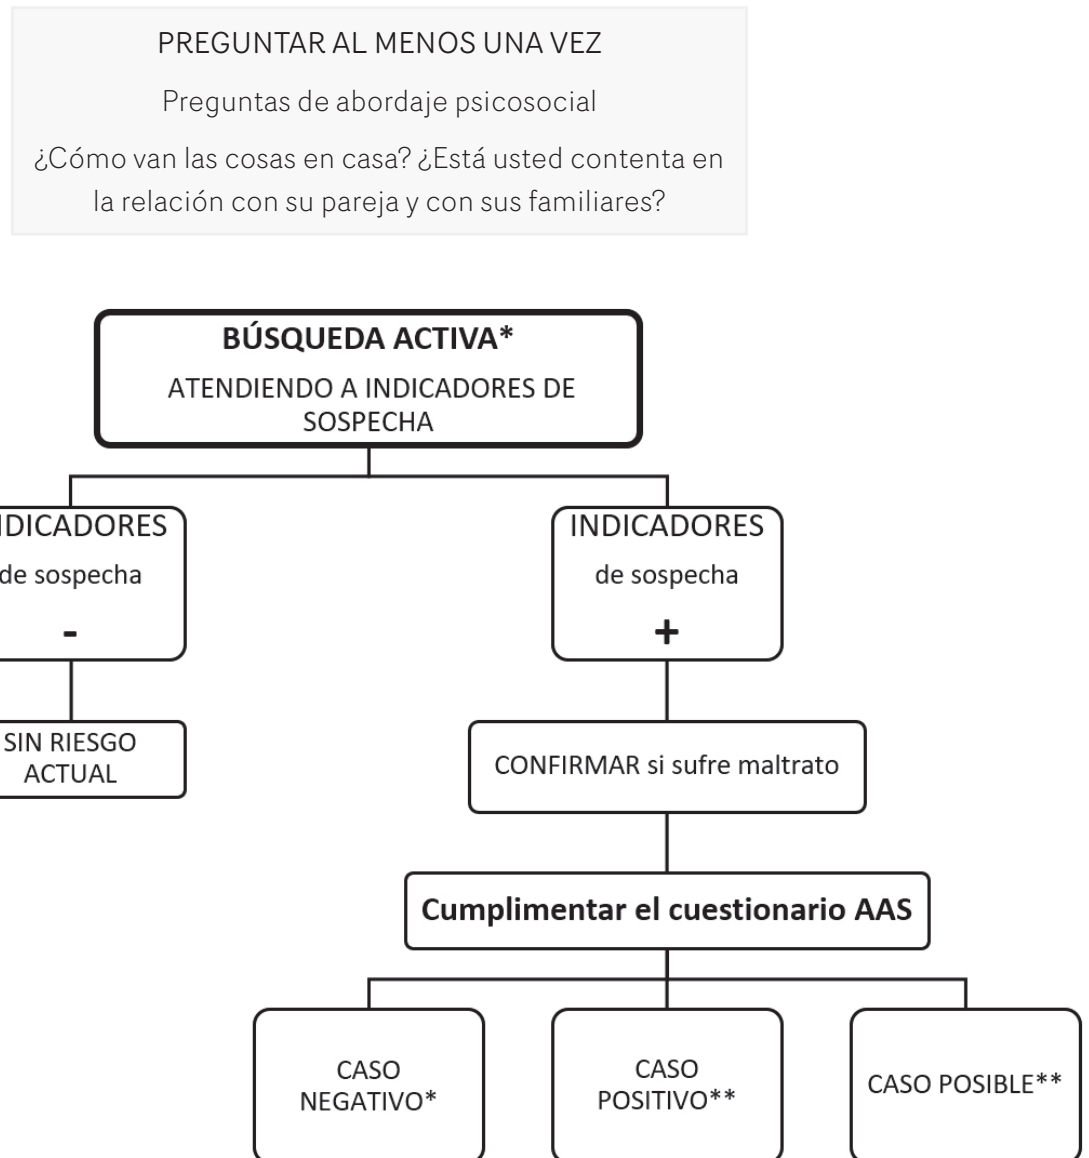 PREGUNTAR AL MENOS UNA VEZ
Preguntas de abordaje psicosocial
¿Cómo van las cosas en casa? ¿Está usted contenta en
la relación con su pareja y con sus familiares?
BÚSQUEDA ACTIVA*
ATENDIENDO A INDICADORES DE
SOSPECHA
NDICADORES
de sospecha
-
INDICADORES
de sospecha
+
SIN RIESGO
ACTUAL
CONFIRMAR si sufre maltrato
Cumplimentar el cuestionario AAS
CASO
NEGATIVO*
CASO
POSITIVO**
CASO POSIBLE**